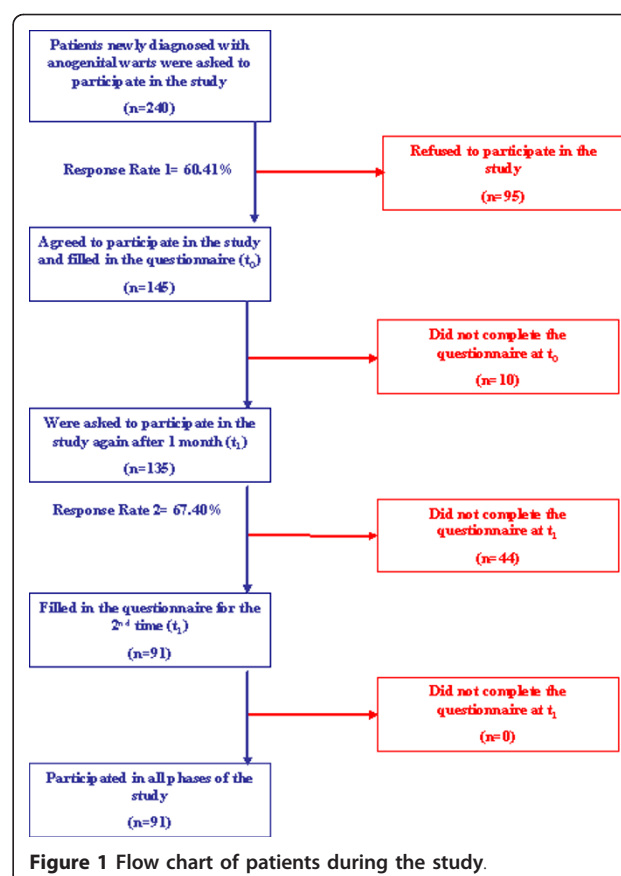 Patients newly diagnosed with
anogenital warts were asked to
participate in the study
(n=240)
Response Rate 1= 60.41%
Refused to participate in the
study
(n=95)
Agreed to participate in the study
and filled in the questionnaire (t0)
(n=145)
Did not complete the
questionnaire at t0
(n=10)
Were asked to participate in the
study again after 1 month (t1)
(n=135)
Response Rate 2= 67.40%
Did not complete the
questionnaire at t1
(n=44)
Filled in the questionnaire for the
2nd time (t1)
(n=91)
Did not complete the
questionnaire at t1
(n=0)
Participated in all phases of the
study
(n=91)
Figure 1 Flow chart of patients during the study.